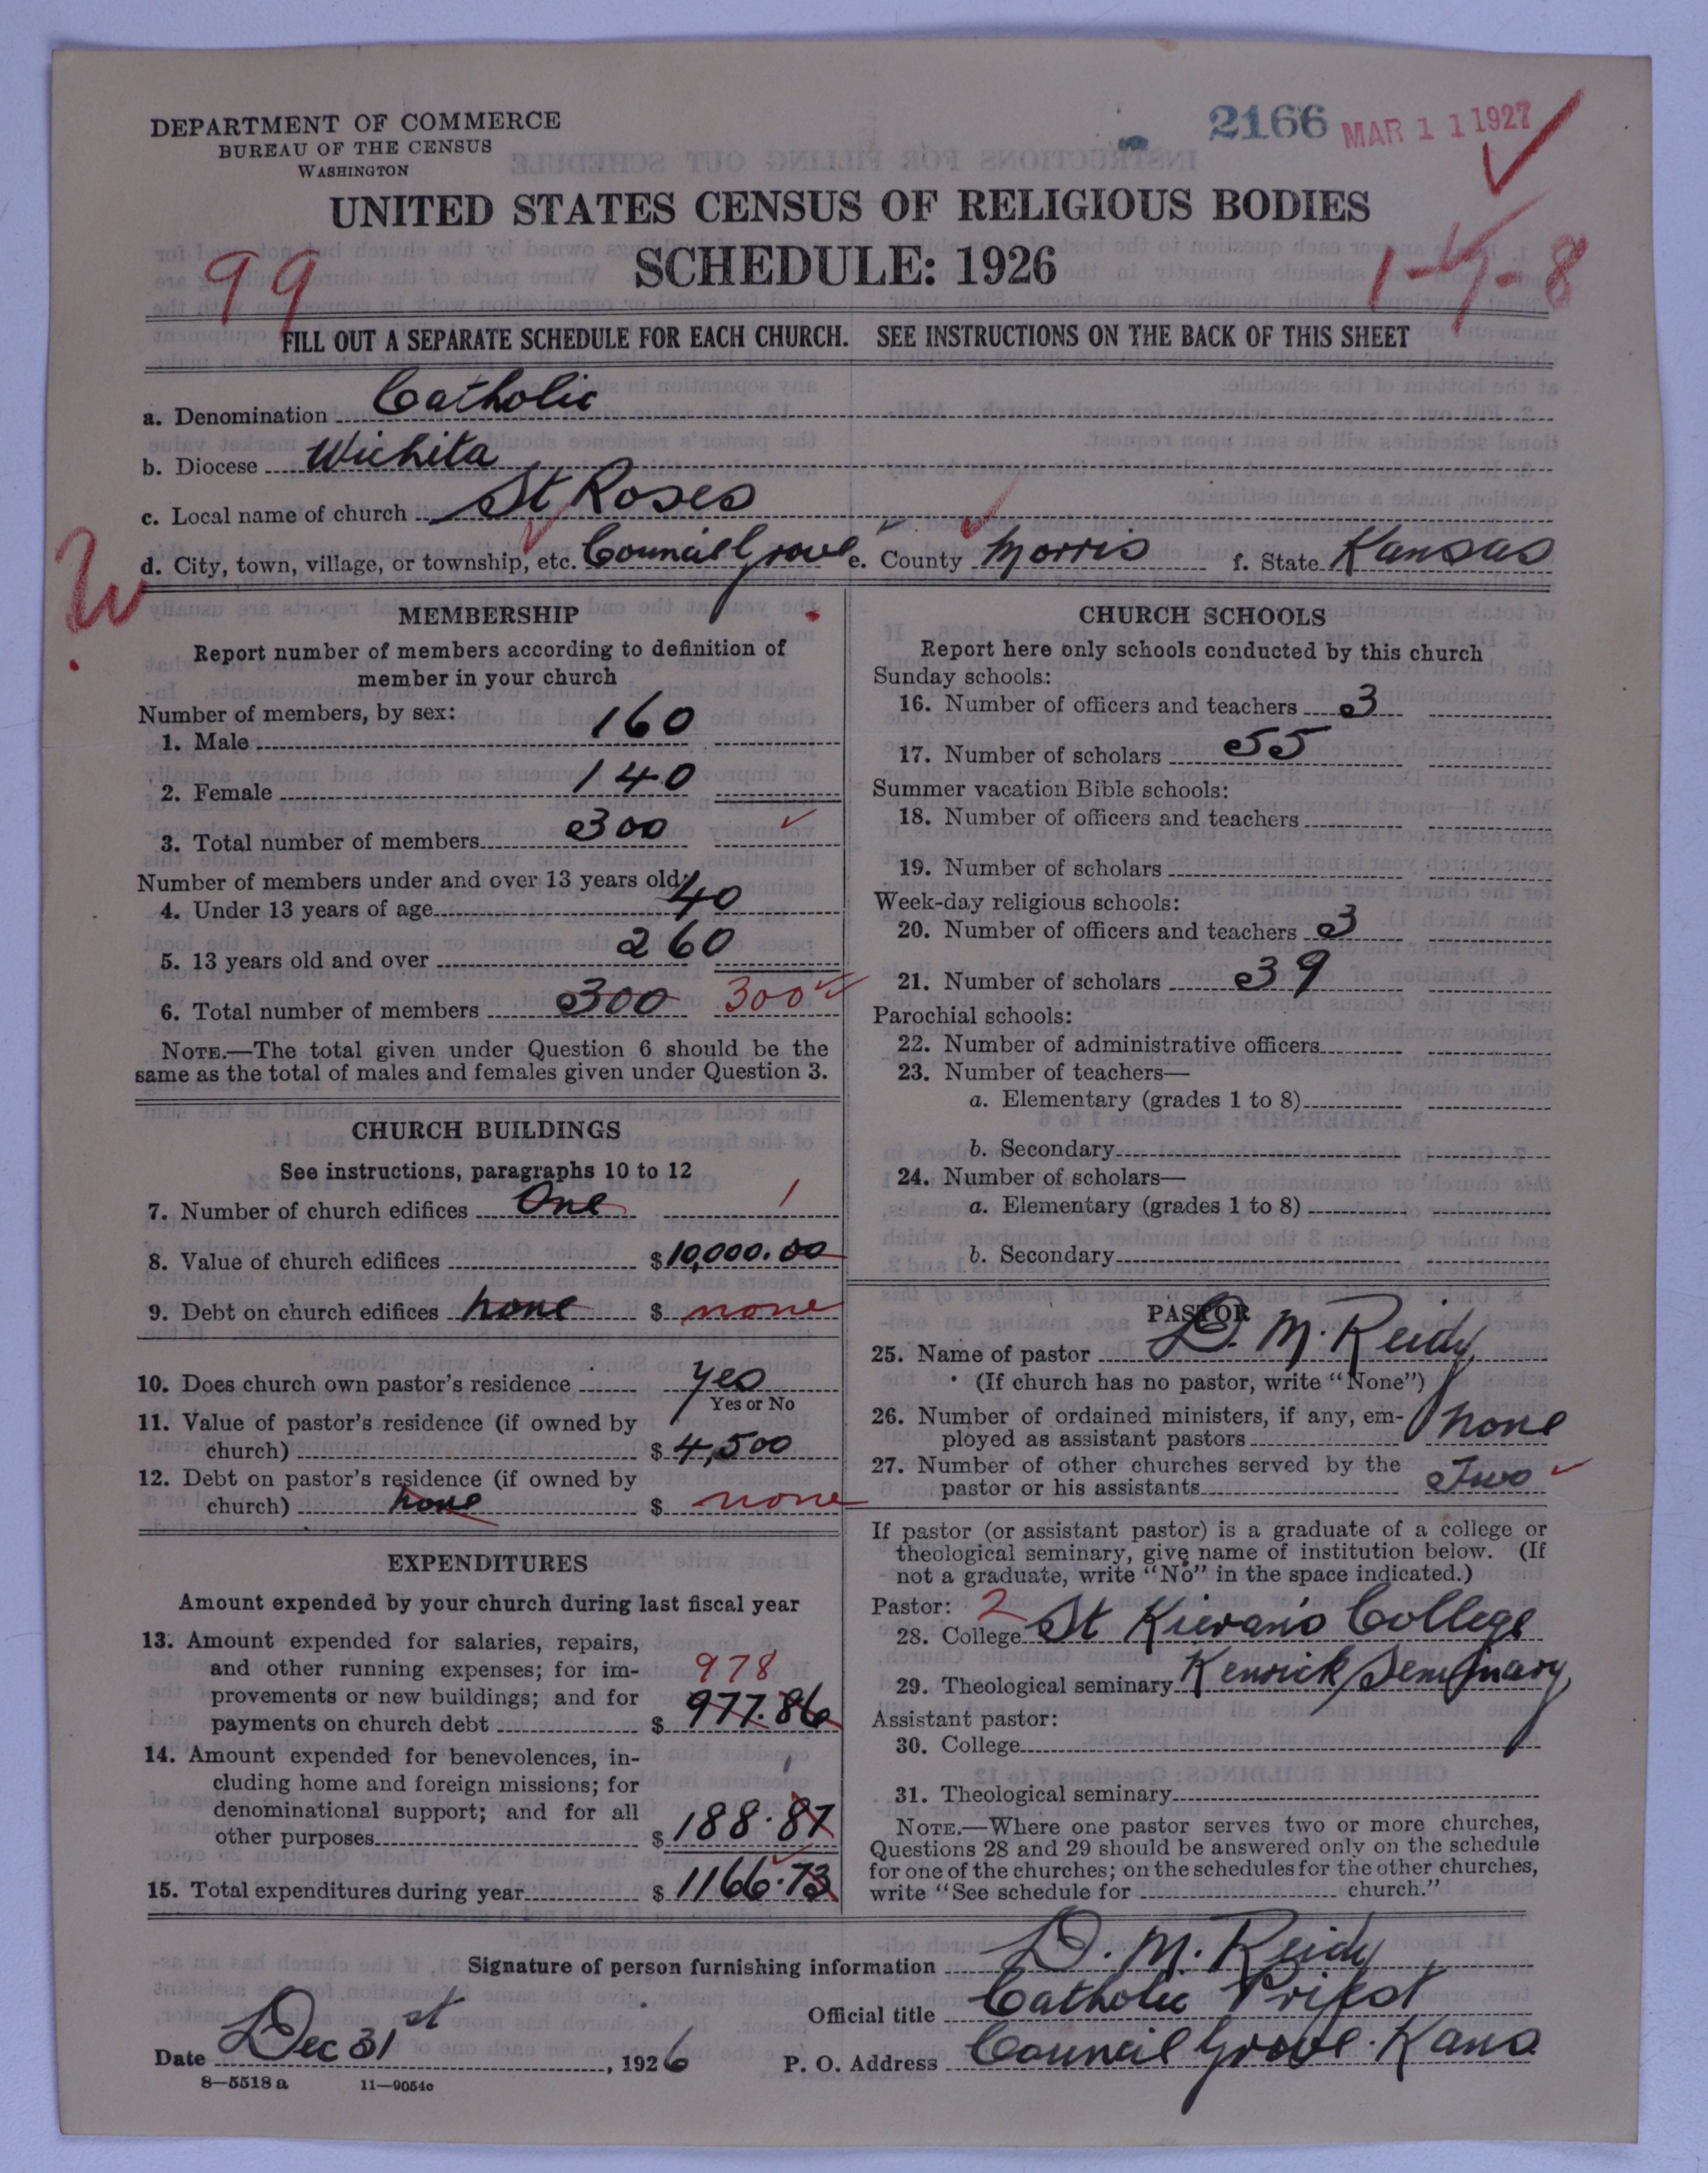 2166 MAR 11 1927
DEPARTMENT OF COMMERCE
BUREAU OF THE CENSUS
WASHINGTON
UNITED STATES CENSUS OF RELIGIOUS BODIES
SCHEDULE: 1926
99
FILL OUT A SEPARATE SCHEDULE FOR EACH CHURCH. SEE INSTRUCTIONS ON THE BACK OF THIS SHEET
a. Denomination Catholic
b. Diocese Wichita
c. Local name of church St Roses
d. City, town, village, or township, etc. Council Grove e. County Morris f. State Kansas
MEMBERSHIP
Report number of members according to definition of
member in your church
Number of members, by sex:
1. Male 160
2. Female 140
3. Total number of members 300
Number of members under and over 13 years old:
4. Under 13 years of age 40
5. 13 years old and over 260
6. Total number of members 300 300
NOTE.—The total given under Question 6 should be the
same as the total of males and females given under Question 3.
CHURCH BUILDINGS
See instructions, paragraphs 10 to 12
7. Number of church edifices One 1
8. Value of church edifices $ 10,000.00
9. Debt on church edifices none $ none
10. Does church own pastor's residence yes
Yes or No
11. Value of pastor's residence (if owned by
church) $ 4,500
12. Debt on pastor's residence (if owned by
church) none $ none
EXPENDITURES
Amount expended by your church during last fiscal year
13. Amount expended for salaries, repairs,
and other running expenses; for im- 978
provements or new buildings; and for
payments on church debt $ 977.86
14. Amount expended for benevolences, in-
cluding home and foreign missions; for
denominational support; and for all
other purposes $ 188.87
15. Total expenditures during year $ 1166.73
CHURCH SCHOOLS
Report here only schools conducted by this church
Sunday schools:
16. Number of officers and teachers 3
17. Number of scholars 55
Summer vacation Bible schools:
18. Number of officers and teachers
19. Number of scholars
Week-day religious schools:
20. Number of officers and teachers 3
21. Number of scholars 39
Parochial schools:
22. Number of administrative officers
23. Number of teachers—
a. Elementary (grades 1 to 8)
b. Secondary
24. Number of scholars—
a. Elementary (grades 1 to 8)
b. Secondary
PASTOR
25. Name of pastor D. M. Reidy
(If church has no pastor, write "None")
26. Number of ordained ministers, if any, em-
ployed as assistant pastors none
27. Number of other churches served by the
pastor or his assistants Two
If pastor (or assistant pastor) is a graduate of a college or
theological seminary, give name of institution below. (If
not a graduate, write "No" in the space indicated.)
Pastor: 2
28. College St Kieran's College
29. Theological seminary Kenrick Seminary
Assistant pastor:
30. College
31. Theological seminary
NOTE.—Where one pastor serves two or more churches,
Questions 28 and 29 should be answered only on the schedule
for one of the churches; on the schedules for the other churches,
write "See schedule for church."
Signature of person furnishing information D. M. Reidy
Official title Catholic Priest
Date Dec 31st, 1926 P. O. Address Council Grove. Kans
8—5518 a 11—9054c